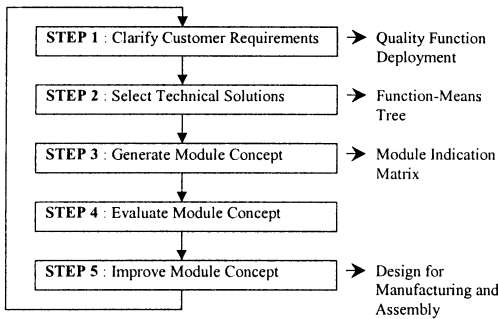 STEP 1 : Clarify Customer Requirements
Quality Function
Deployment
STEP 2 : Select Technical Solutions
Function-Means
Tree
STEP 3 : Generate Module Concept
Module Indication
Matrix
STEP 4 : Evaluate Module Concept
STEP 5 : Improve Module Concept
Design for
Manufacturing and
Assembly